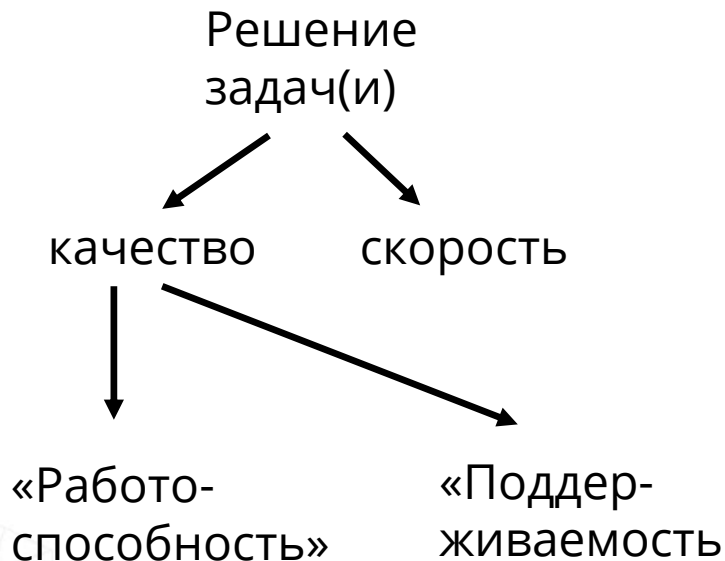 Решение
задач(и)
качество
скорость
«Работо-
способность»
«Поддер-
живаемость